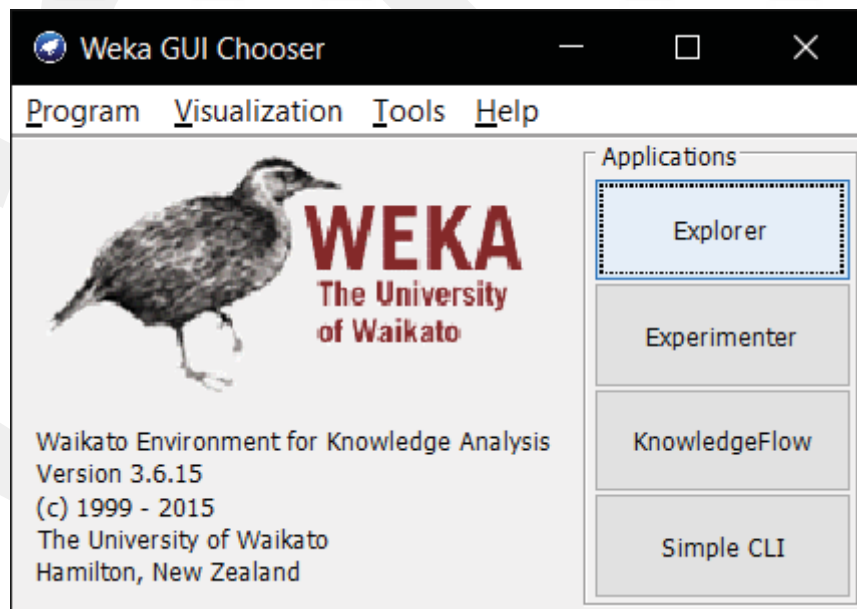 Weka GUI Chooser
Program Visualization Tools Help
Applications
WEKA
The University
of Waikato
Explorer
Experimenter
KnowledgeFlow
Simple CLI
Waikato Environment for Knowledge Analysis
Version 3.6.15
(c) 1999 - 2015
The University of Waikato
Hamilton, New Zealand